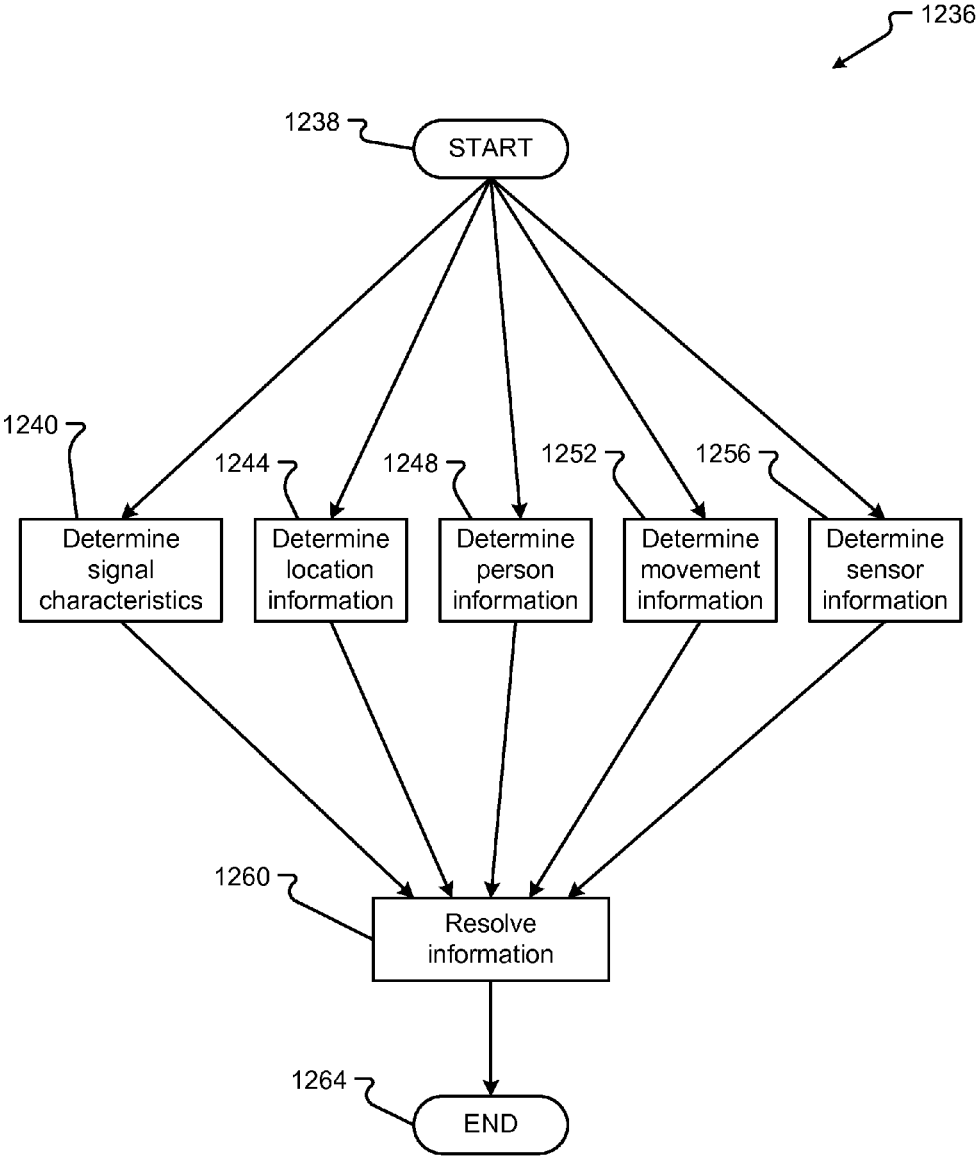 1236
1238
START
1240
1244
1248
1252
1256
Determine
signal
characteristics
Determine
location
information
Determine
person
information
Determine
movement
information
Determine
sensor
information
1260
Resolve
information
1264
END